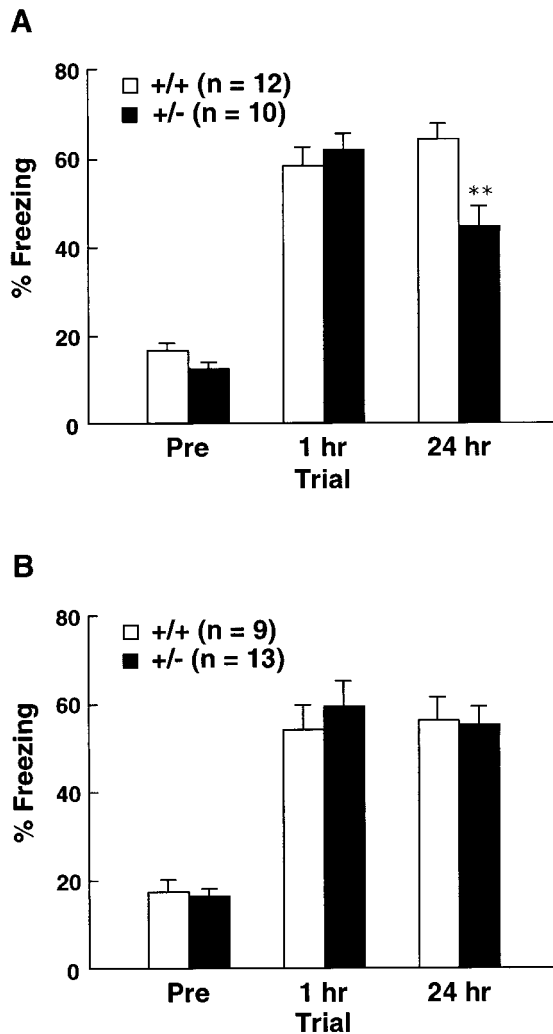 A
% Freezing
80
60
40
20
0
+/+ (n = 12)
+/- (n = 10)
**
Pre
1 hr
24 hr
Trial
B
% Freezing
80
60
40
20
0
+/+ (n = 9)
+/- (n = 13)
Pre
1 hr
24 hr
Trial